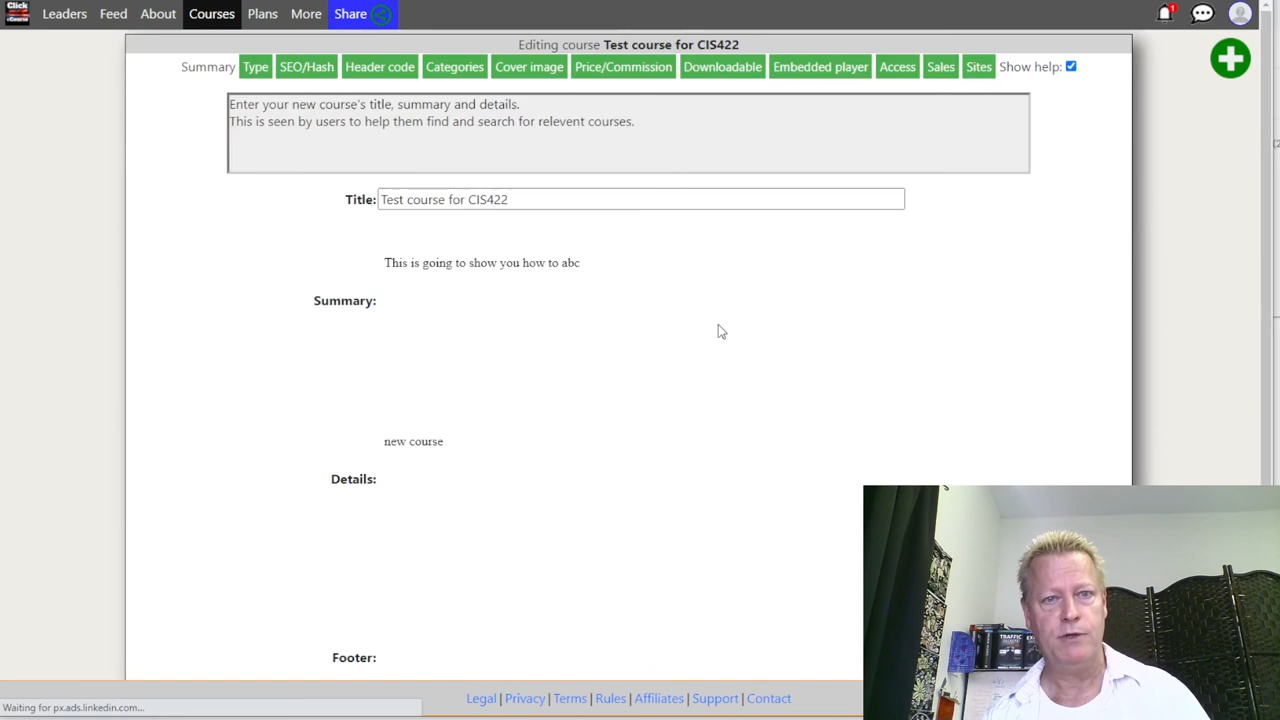 Click
eCourse
Leaders Feed About Courses Plans More Share
1
Editing course Test course for CIS422
Summary Type SEO/Hash Header code Categories Cover image Price/Commission Downloadable Embedded player Access Sales Sites Show help:
Enter your new course's title, summary and details.
This is seen by users to help them find and search for relevent courses.
Title: Test course for CIS422
This is going to show you how to abc
Summary:
new course
Details:
Footer:
TRAFFIC
Legal | Privacy | Terms | Rules | Affiliates | Support | Contact
Waiting for px.ads.linkedin.com...